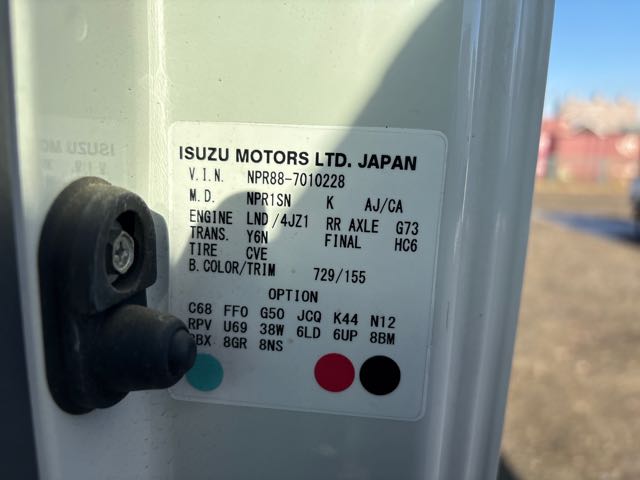 ISUZU MOTORS LTD. JAPAN
V.I.N. NPR88-7010228
M.D. NPR1SN K AJ/CA
ENGINE LND/4JZ1 RR AXLE G73
TRANS. Y6N FINAL HC6
TIRE CVE
B.COLOR/TRIM 729/155
OPTION
C68 FF0 G50 JCQ K44 N12
RPV U69 38W 6LD 6UP 8BM
8GR 8NS